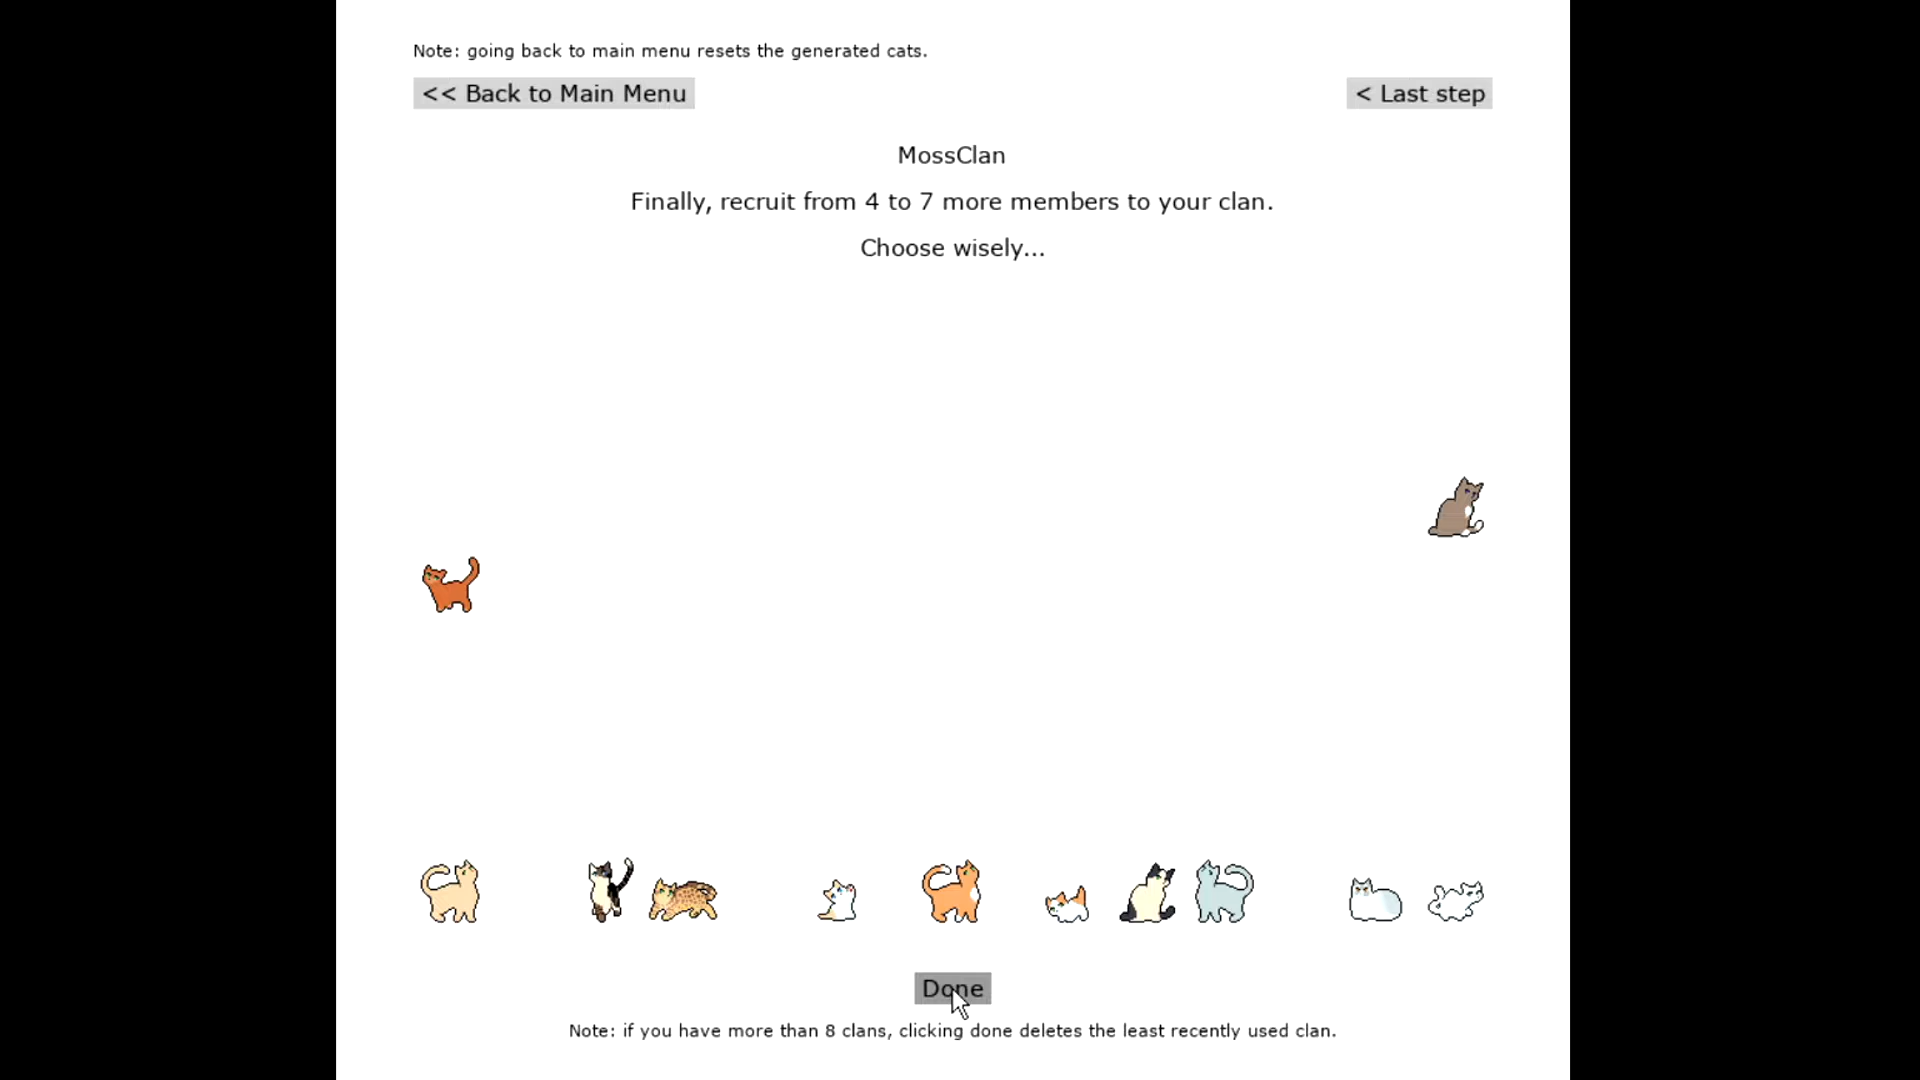 Note: going back to main menu resets the generated cats.
<< Back to Main Menu
< Last step
MossClan
Finally, recruit from 4 to 7 more members to your clan.
Choose wisely...
Done
Note: if you have more than 8 clans, clicking done deletes the least recently used clan.